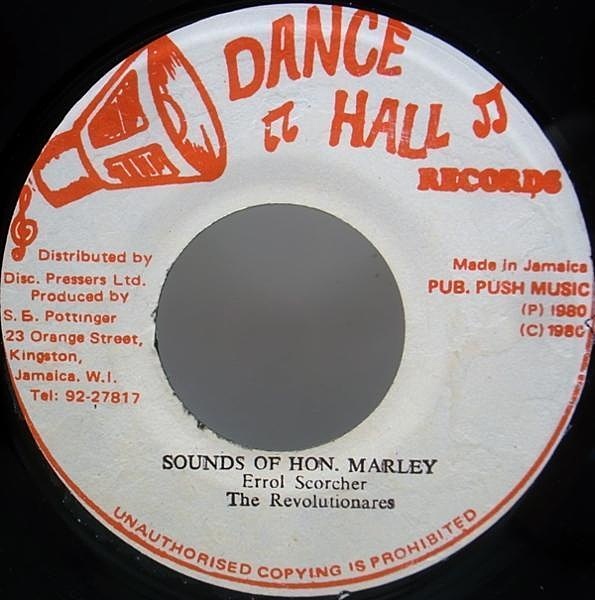 DANCE
HALL
RECORDS
Distributed by
Disc. Pressers Ltd.
Produced by
S. B. Pottinger
23 Orange Street,
Kingston,
Jamaica. W.I.
Tel: 92-27817
Made in Jamaica
PUB. PUSH MUSIC
(P) 1980
(C) 1980
SOUNDS OF HON. MARLEY
Errol Scorcher
The Revolutionares
UNAUTHORISED COPYING IS PROHIBITED